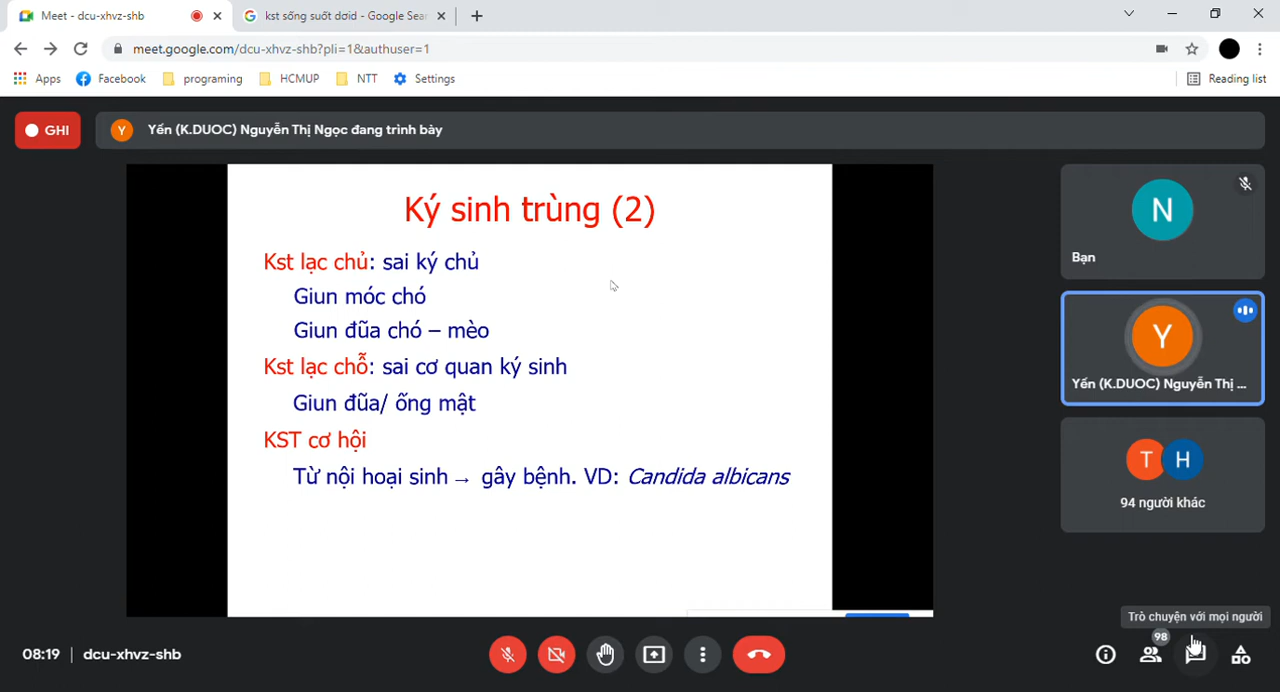 Meet - dcu-xhvz-shb
kst sống suốt dơid - Google Sear
meet.google.com/dcu-xhvz-shb?pli=1&authuser=1
Apps
Facebook
programing
HCMUP
NTT
Settings
Reading list
GHI
Y
Yến (K.DUOC) Nguyễn Thị Ngọc đang trình bày
Ký sinh trùng (2)
Kst lạc chủ: sai ký chủ
Giun móc chó
Giun đũa chó – mèo
Kst lạc chỗ: sai cơ quan ký sinh
Giun đũa/ ống mật
KST cơ hội
Từ nội hoại sinh → gây bệnh. VD: Candida albicans
N
Bạn
Y
Yến (K.DUOC) Nguyễn Thị ...
T H
94 người khác
Trò chuyện với mọi người
08:19 | dcu-xhvz-shb
98